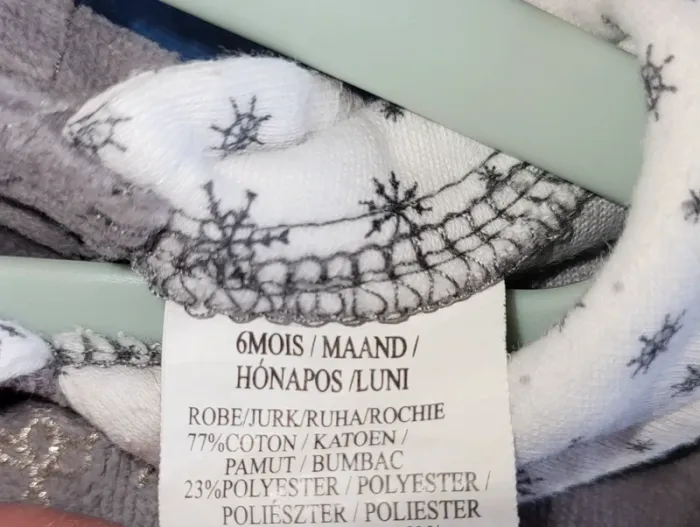 6MOIS / MAAND /
HÓNAPOS /LUNI
ROBE/JURK/RUHA/ROCHIE
77%COTON / KATOEN /
PAMUT / BUMBAC
23%POLYESTER / POLYESTER /
POLIÉSZTER / POLIESTER